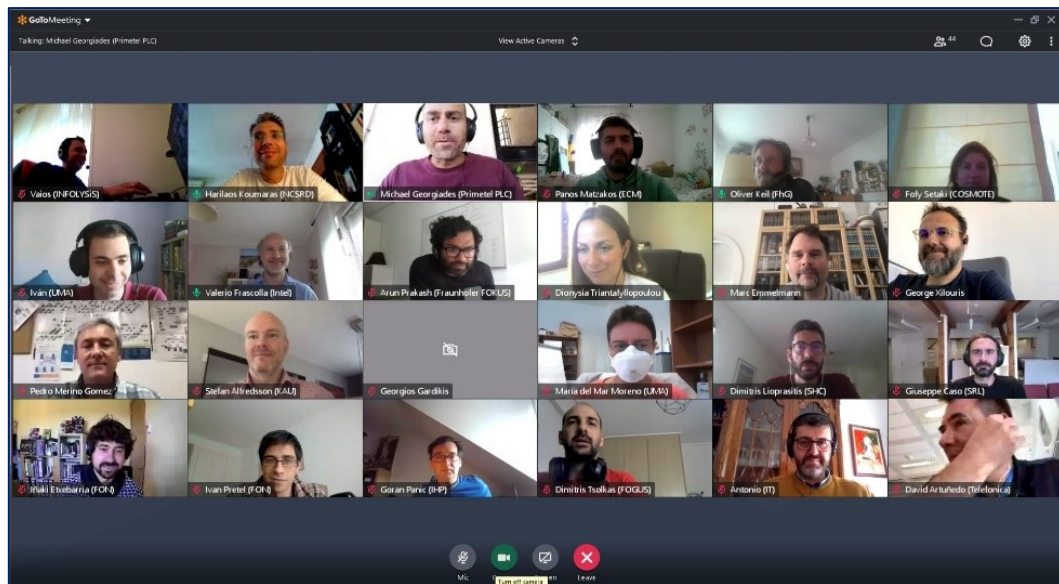 GoToMeeting
Talking: Michael Georgiades (Primetel PLC)
View Active Cameras
44
Vaios (INFOLYSiS)
Harilaos Koumaras (NCSRD)
Michael Georgiades (Primetel PLC)
Panos Matzakos (ECM)
Oliver Keil (FhG)
Fofy Setaki (COSMOTE)
Iván (UMA)
Valerio Frascolla (Intel)
Arun Prakash (Fraunhofer FOKUS)
Dionysia Triantafyllopoulou
Marc Emmelmann
George Xilouris
Pedro Merino Gomez
Stefan Alfredsson (KAU)
Georgios Gardikis
María del Mar Moreno (UMA)
Dimitris Lioprasitis (SHC)
Giuseppe Caso (SRL)
Iñaki Etxebarria (FON)
Ivan Pretel (FON)
Goran Panic (IHP)
Dimitris Tsolkas (FOGUS)
Antonio (IT)
David Artuñedo (Telefonica)
Mic
Leave
Turn off camera